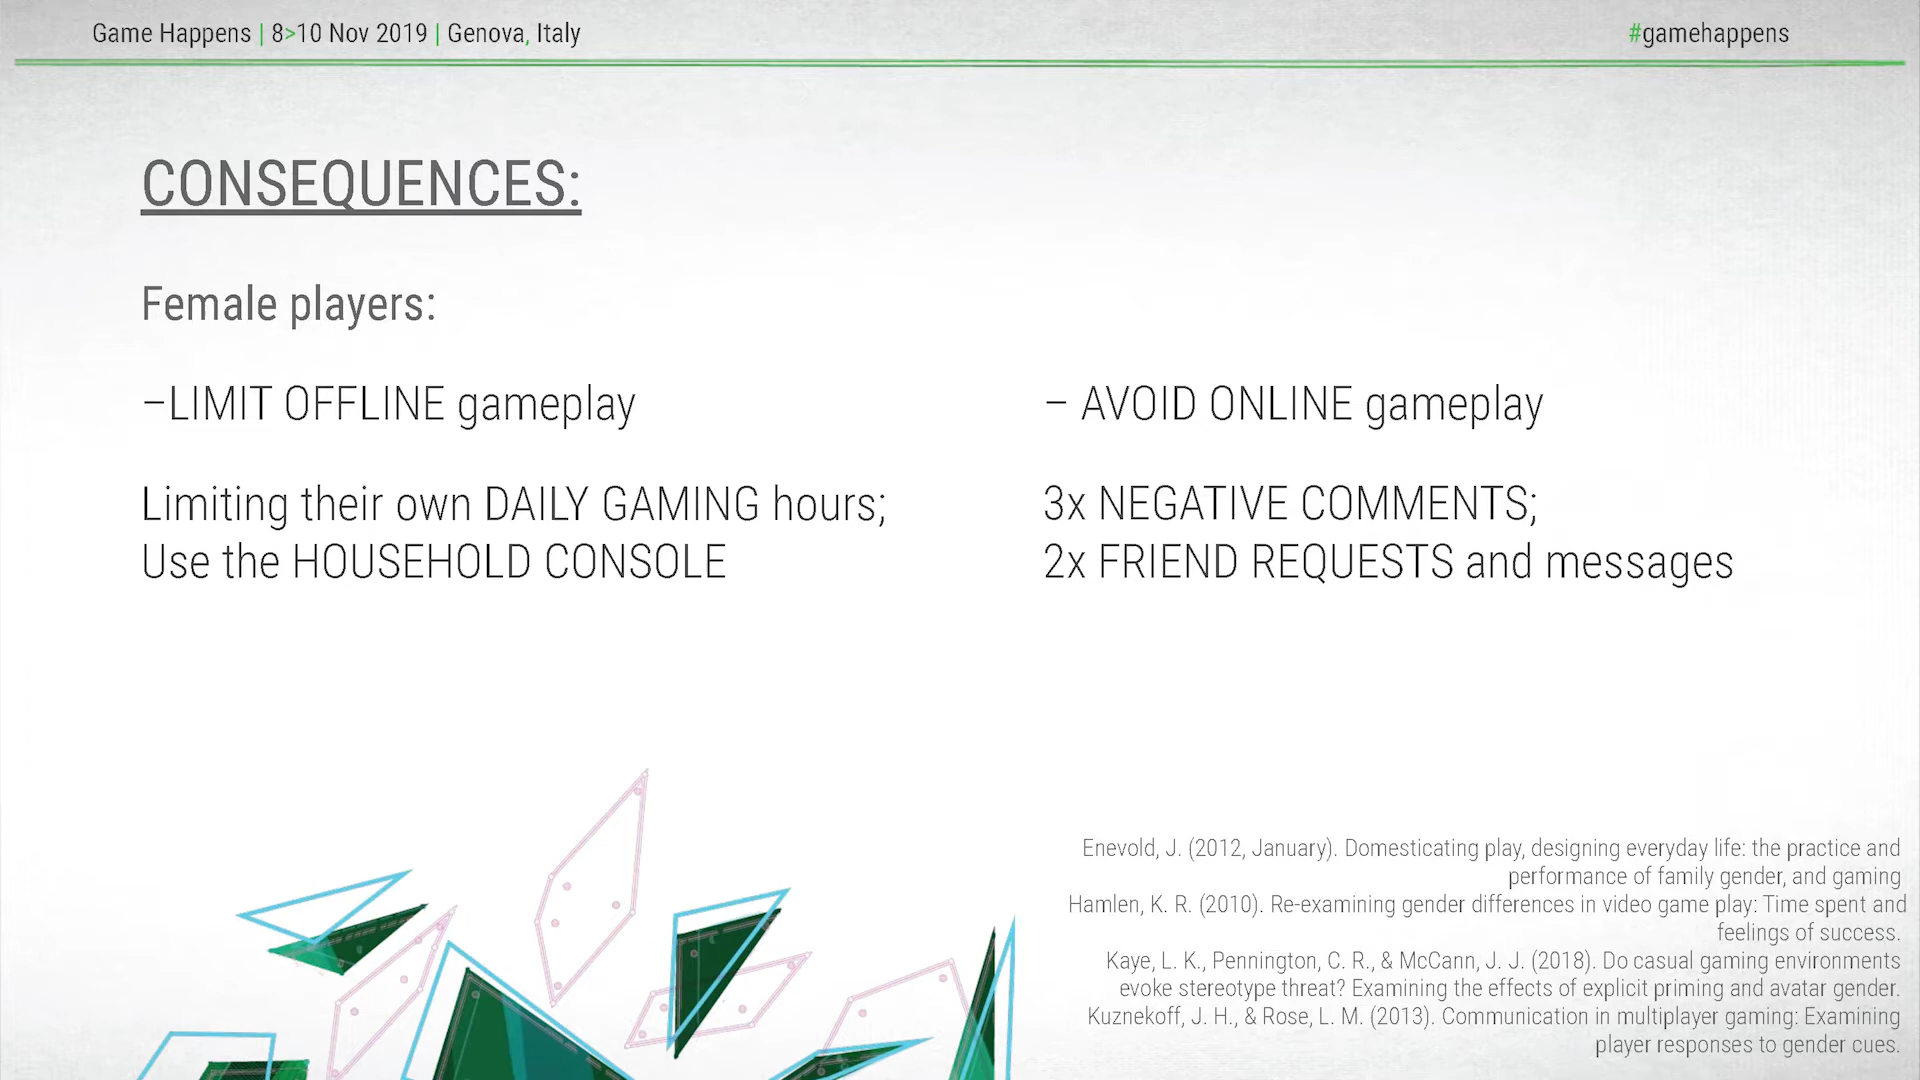 Game Happens | 8>10 Nov 2019 | Genova, Italy
#gamehappens
CONSEQUENCES:
Female players:
–LIMIT OFFLINE gameplay
Limiting their own DAILY GAMING hours;
Use the HOUSEHOLD CONSOLE
– AVOID ONLINE gameplay
3x NEGATIVE COMMENTS;
2x FRIEND REQUESTS and messages
Enevold, J. (2012, January). Domesticating play, designing everyday life: the practice and
performance of family gender, and gaming
Hamlen, K. R. (2010). Re-examining gender differences in video game play: Time spent and
feelings of success.
Kaye, L. K., Pennington, C. R., & McCann, J. J. (2018). Do casual gaming environments
evoke stereotype threat? Examining the effects of explicit priming and avatar gender.
Kuznekoff, J. H., & Rose, L. M. (2013). Communication in multiplayer gaming: Examining
player responses to gender cues.